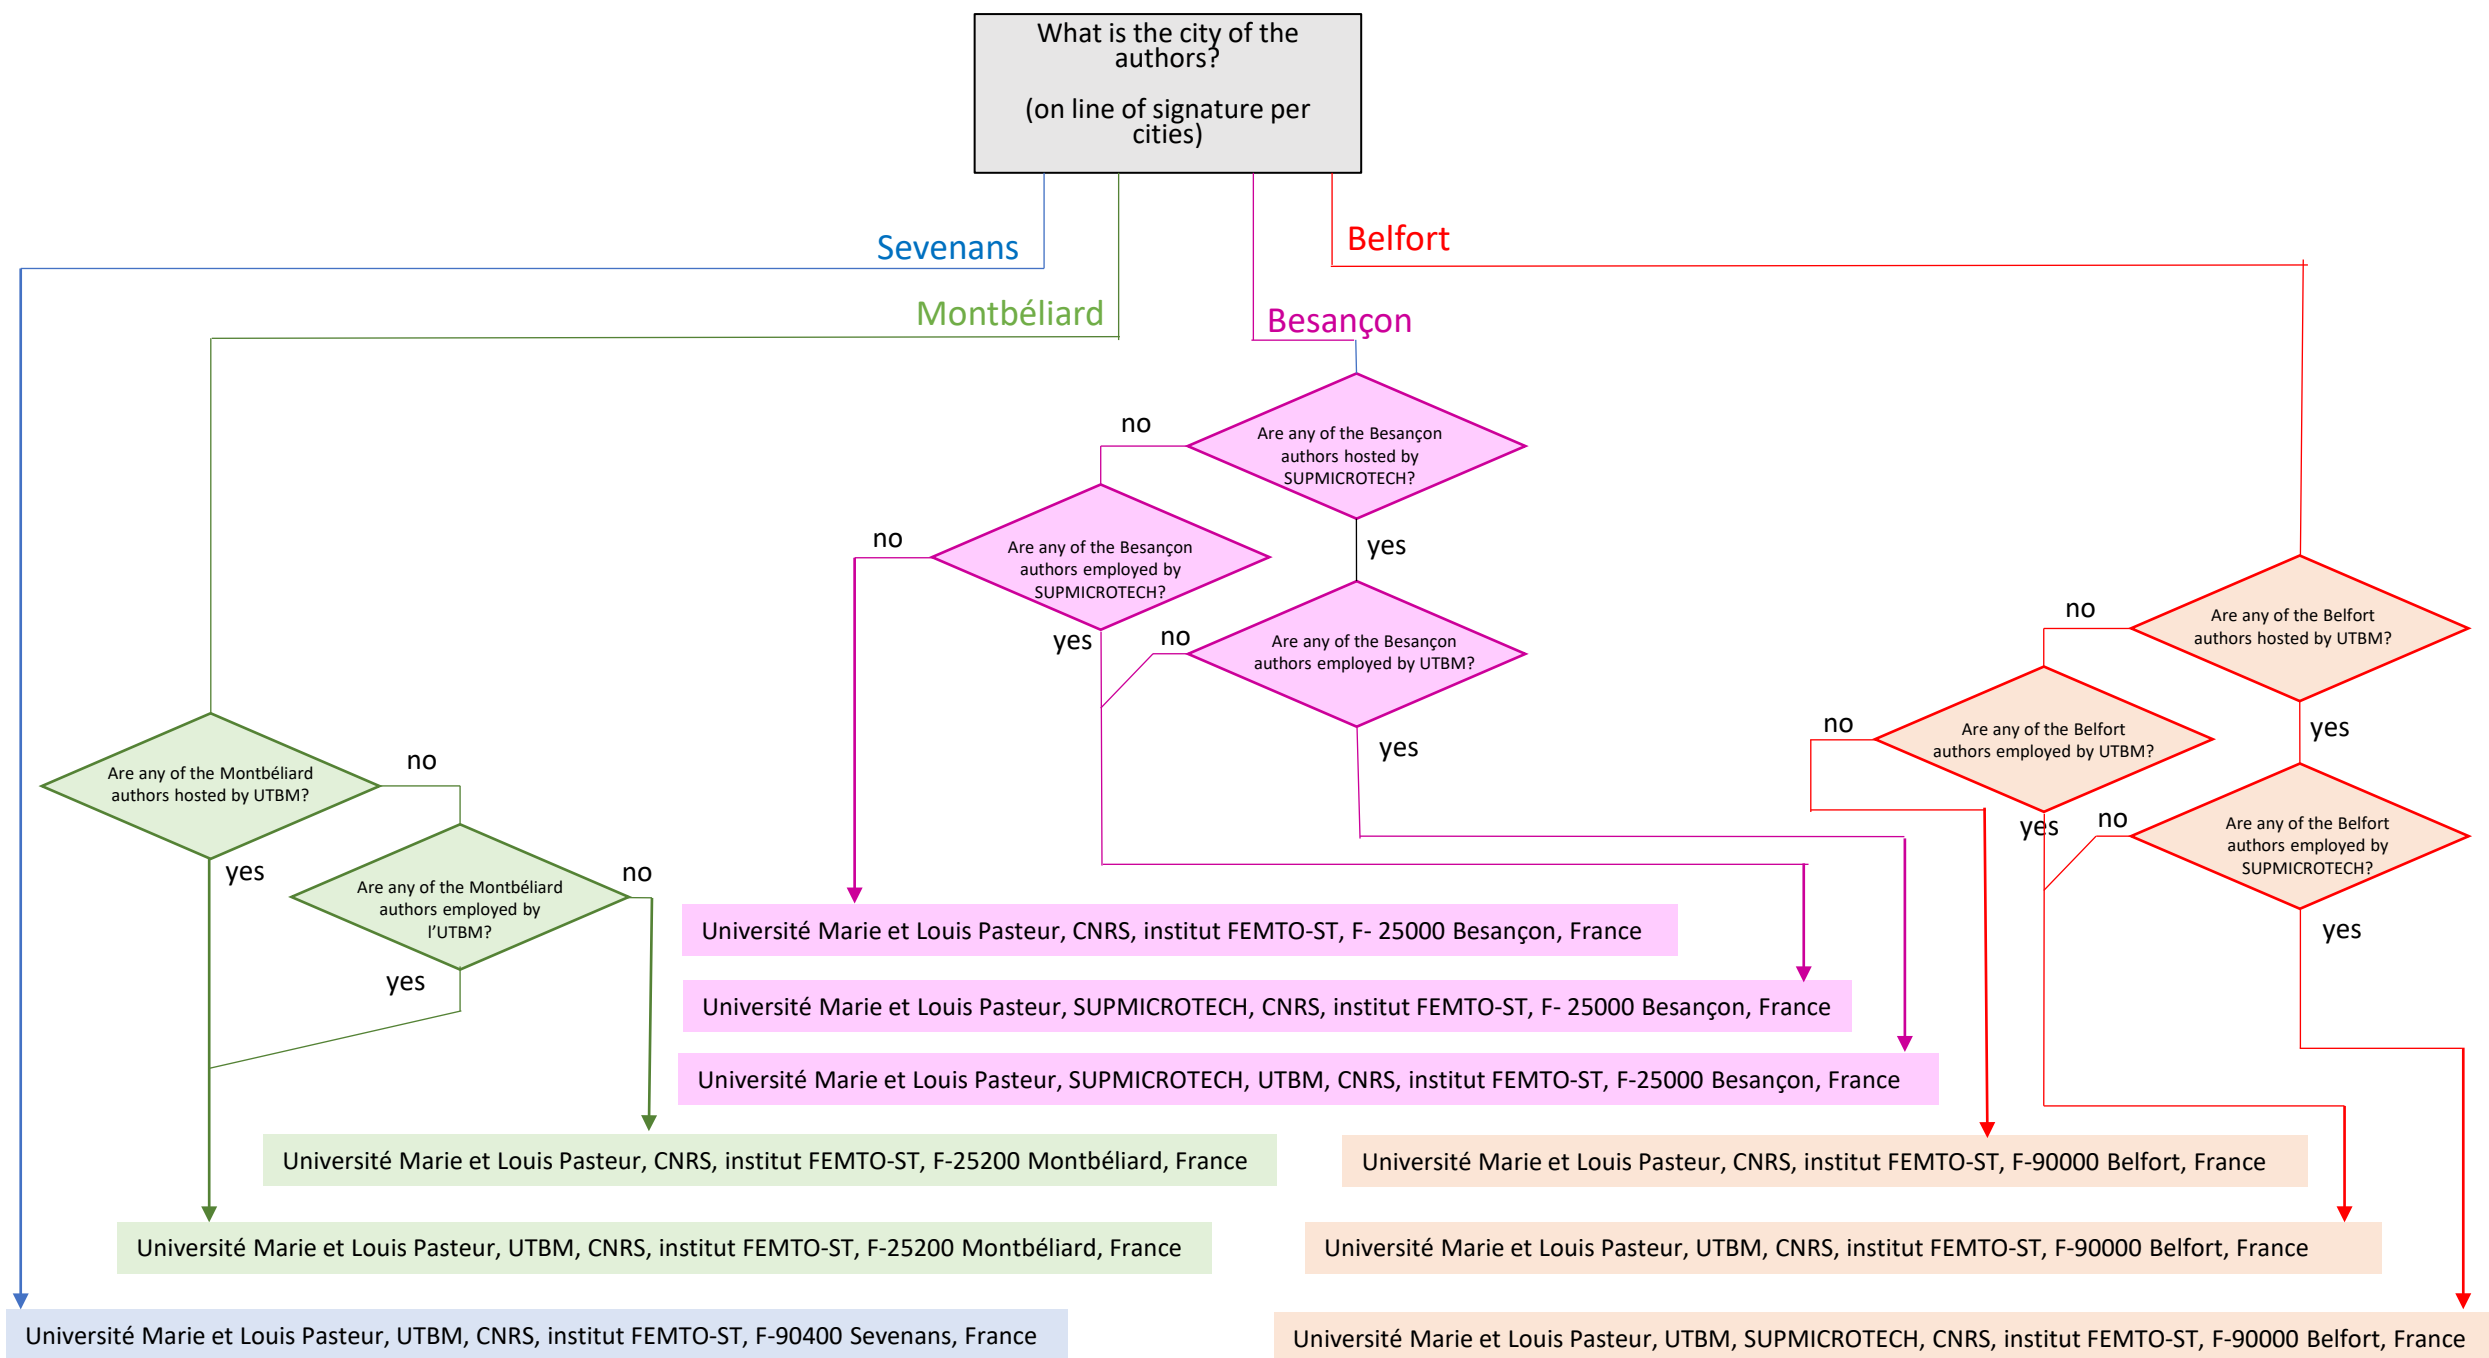 What is the city of the
authors?
(on line of signature per
cities)
Sevenans
Belfort
Montbéliard
Besançon
no
Are any of the Besançon
authors hosted by
SUPMICROTECH?
no
Are any of the Besançon
authors employed by
SUPMICROTECH?
yes
yes
no
Are any of the Besançon
authors employed by UTBM?
yes
no
Are any of the Belfort
authors hosted by UTBM?
yes
no
Are any of the Belfort
authors employed by UTBM?
yes
no
Are any of the Belfort
authors employed by
SUPMICROTECH?
yes
Are any of the Montbéliard
authors hosted by UTBM?
no
yes
Are any of the Montbéliard
authors employed by
l’UTBM?
no
yes
Université Marie et Louis Pasteur, CNRS, institut FEMTO-ST, F- 25000 Besançon, France
Université Marie et Louis Pasteur, SUPMICROTECH, CNRS, institut FEMTO-ST, F- 25000 Besançon, France
Université Marie et Louis Pasteur, SUPMICROTECH, UTBM, CNRS, institut FEMTO-ST, F-25000 Besançon, France
Université Marie et Louis Pasteur, CNRS, institut FEMTO-ST, F-25200 Montbéliard, France
Université Marie et Louis Pasteur, CNRS, institut FEMTO-ST, F-90000 Belfort, France
Université Marie et Louis Pasteur, UTBM, CNRS, institut FEMTO-ST, F-25200 Montbéliard, France
Université Marie et Louis Pasteur, UTBM, CNRS, institut FEMTO-ST, F-90000 Belfort, France
Université Marie et Louis Pasteur, UTBM, CNRS, institut FEMTO-ST, F-90400 Sevenans, France
Université Marie et Louis Pasteur, UTBM, SUPMICROTECH, CNRS, institut FEMTO-ST, F-90000 Belfort, France